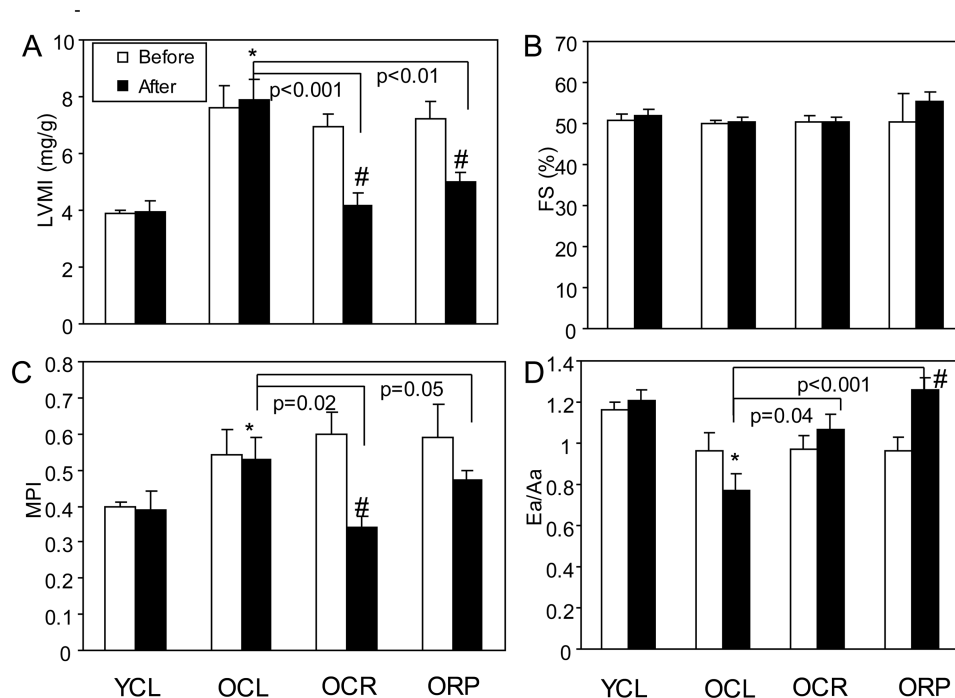 -
A
10
8
6
4
2
0
LVMI (mg/g)
Before
After
*
p<0.001
p<0.01
#
#
B
70
60
50
40
30
20
10
0
FS (%)
C
0.8
0.7
0.6
0.5
0.4
0.3
0.2
0.1
0
MPI
*
p=0.02
p=0.05
#
YCL OCL OCR ORP
D
1.4
1.2
1
0.8
0.6
0.4
0.2
0
Ea/Aa
*
p<0.001
p=0.04
#
YCL OCL OCR ORP